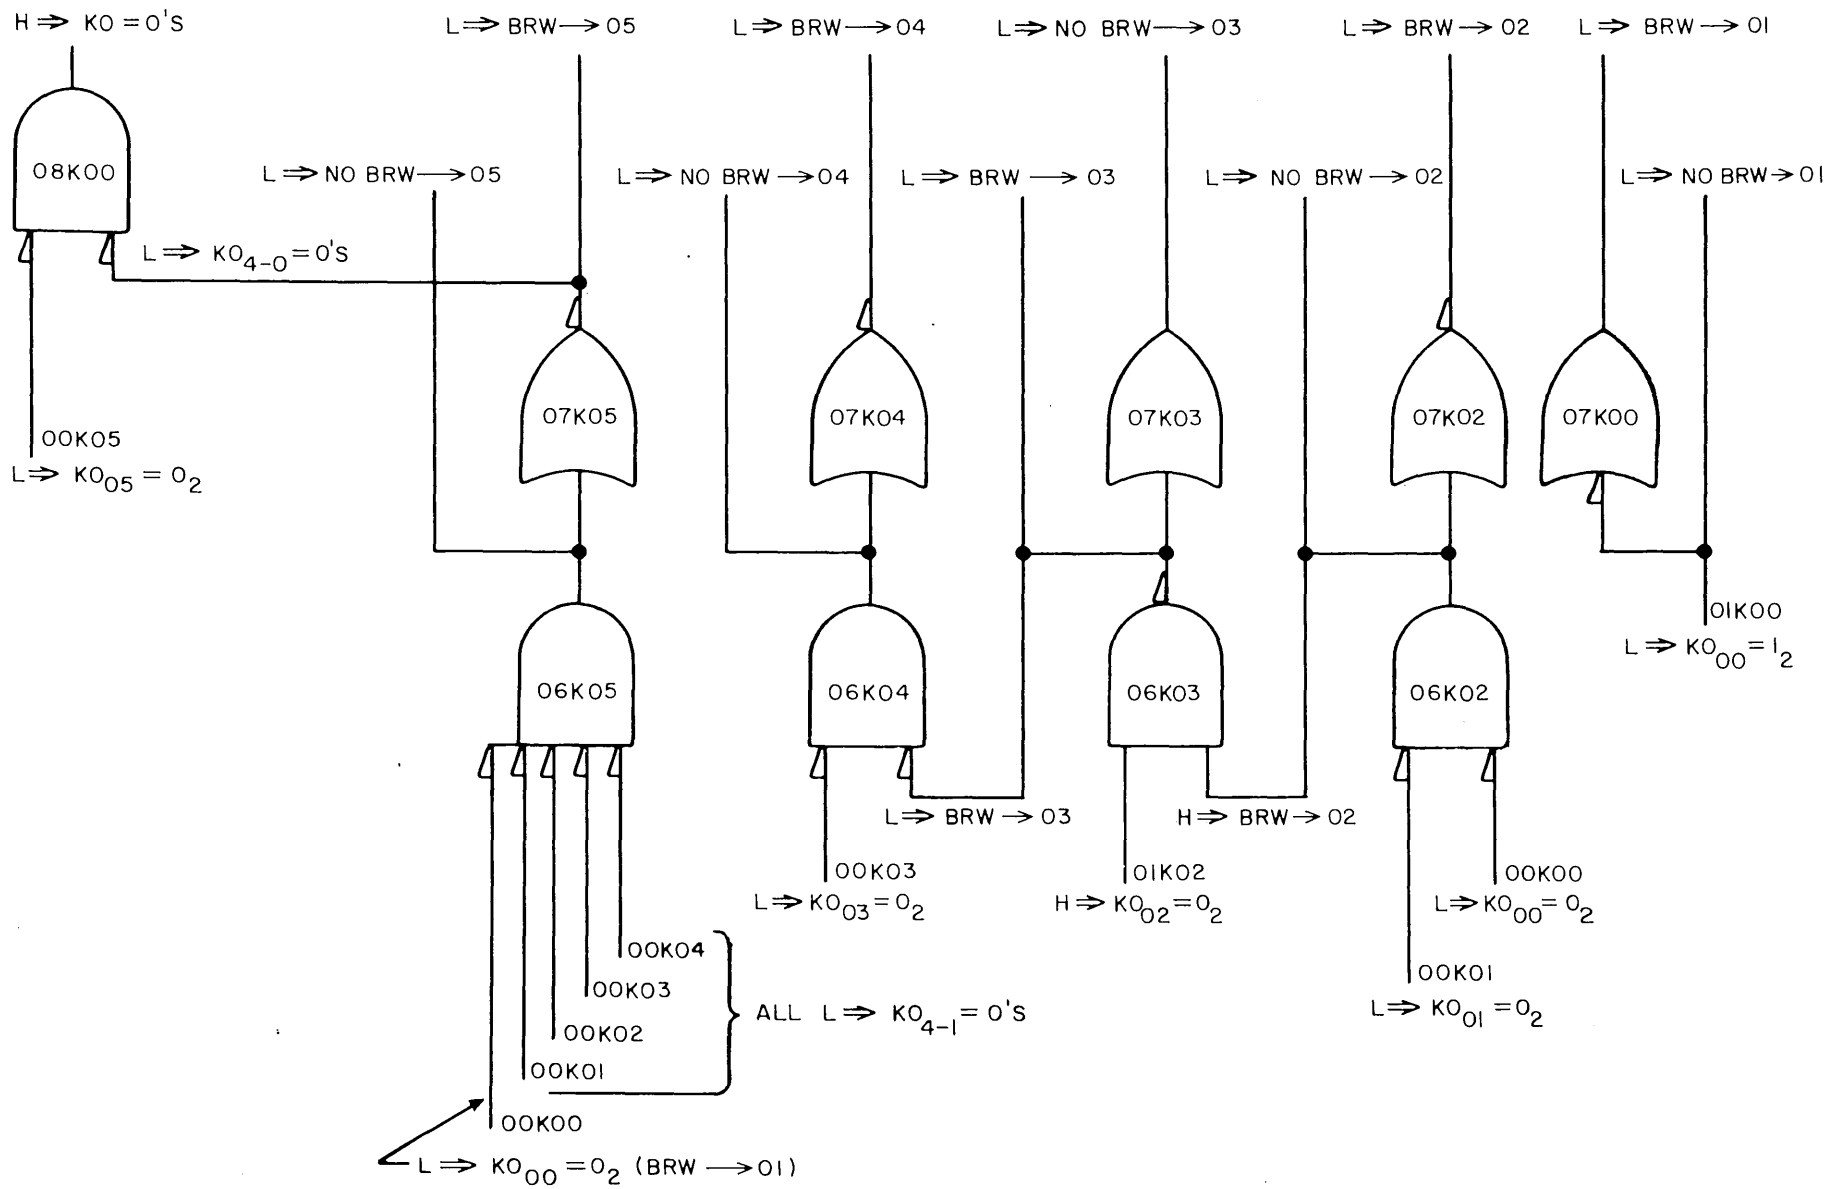 H ⇒ KO = O'S
L ⇒ BRW → 05
L ⇒ BRW → 04
L ⇒ NO BRW → 03
L ⇒ BRW → 02
L ⇒ BRW → 01
08K00
L ⇒ NO BRW → 05
L ⇒ NO BRW → 04
L ⇒ BRW → 03
L ⇒ NO BRW → 02
L ⇒ NO BRW → 01
L ⇒ KO4-0 = O'S
07K05
07K04
07K03
07K02
07K00
00K05
L ⇒ KO05 = 02
01K00
L ⇒ KO00 = 12
06K05
06K04
06K03
06K02
L ⇒ BRW → 03
H ⇒ BRW → 02
00K03
L ⇒ KO03 = 02
01K02
H ⇒ KO02 = 02
00K00
L ⇒ KO00 = 02
00K04
00K03
00K02
00K01
ALL L ⇒ KO4-1 = O'S
00K01
L ⇒ KO01 = 02
00K00
L ⇒ KO00 = 02 (BRW → 01)